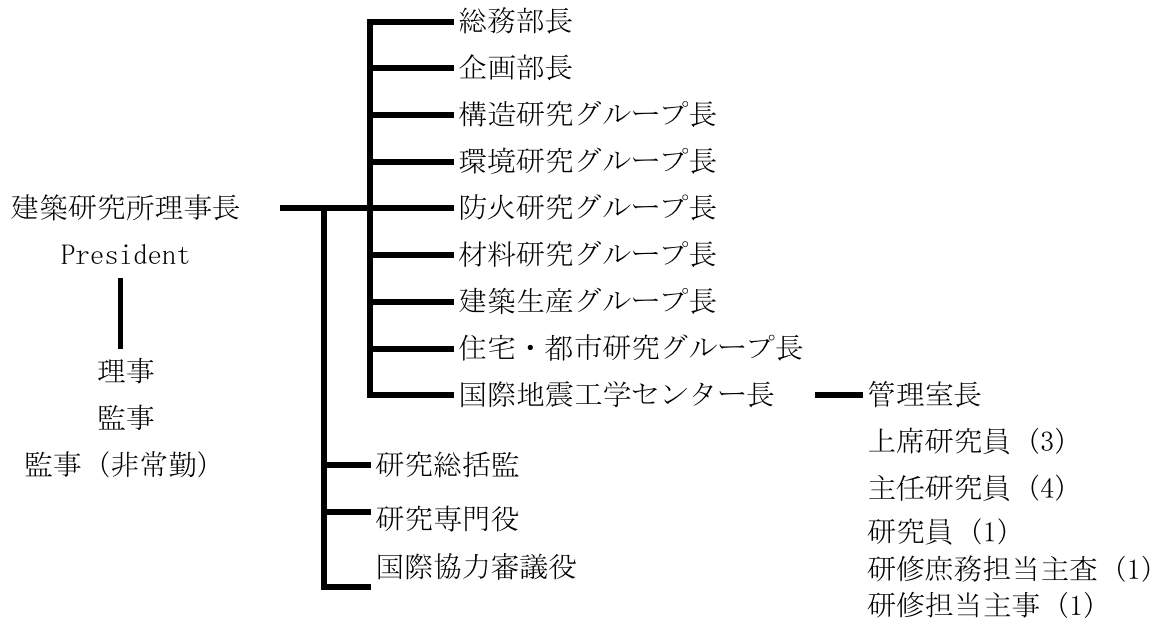 建築研究所理事長
President
理事
監事
監事（非常勤）
総務部長
企画部長
構造研究グループ長
環境研究グループ長
防火研究グループ長
材料研究グループ長
建築生産グループ長
住宅・都市研究グループ長
国際地震工学センター長
研究総括監
研究専門役
国際協力審議役
管理室長
上席研究員（3）
主任研究員（4）
研究員（1）
研修庶務担当主査（1）
研修担当主事（1）